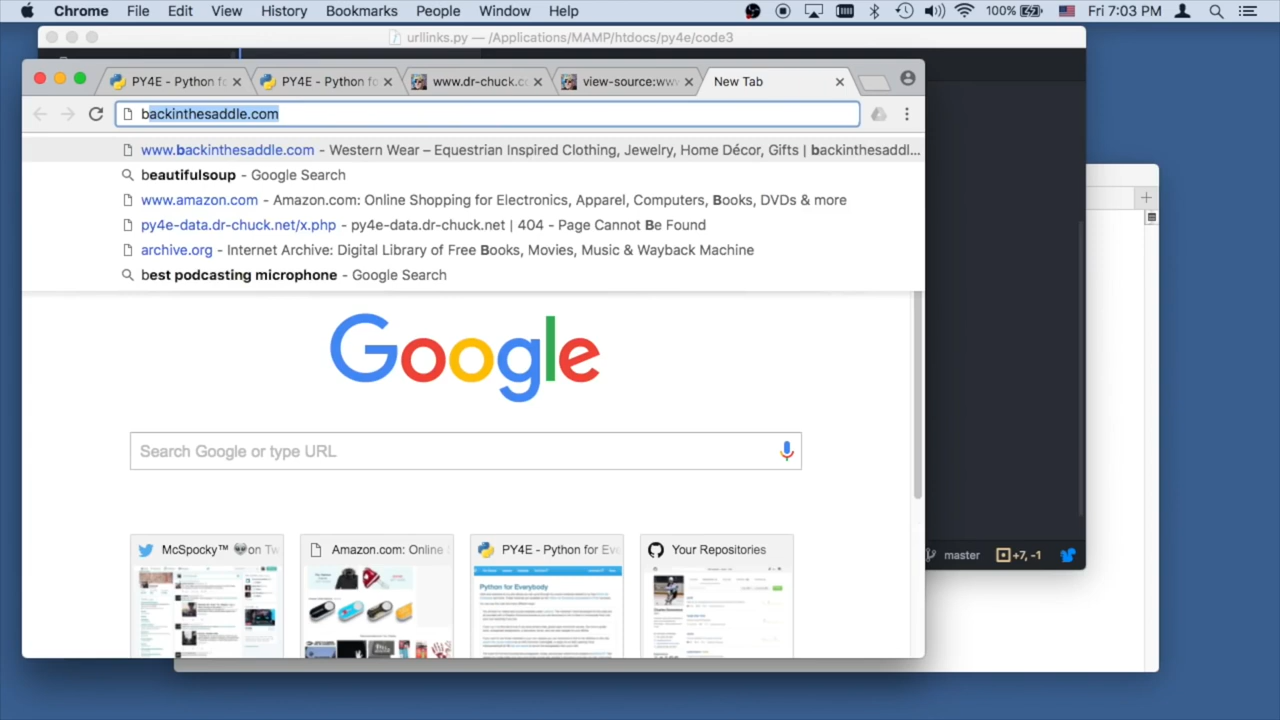 Chrome File Edit View History Bookmarks People Window Help 100% Fri 7:03 PM
urllinks.py — /Applications/MAMP/htdocs/py4e/code3
PY4E - Python fo PY4E - Python fo www.dr-chuck.co view-source:www New Tab
backinthesaddle.com
www.backinthesaddle.com - Western Wear – Equestrian Inspired Clothing, Jewelry, Home Décor, Gifts | backinthesaddl...
beautifulsoup - Google Search
www.amazon.com - Amazon.com: Online Shopping for Electronics, Apparel, Computers, Books, DVDs & more
py4e-data.dr-chuck.net/x.php - py4e-data.dr-chuck.net | 404 - Page Cannot Be Found
archive.org - Internet Archive: Digital Library of Free Books, Movies, Music & Wayback Machine
best podcasting microphone - Google Search
Google
Search Google or type URL
master +7, -1
McSpocky™ on Tw Amazon.com: Online S PY4E - Python for Eve Your Repositories
Python for Everybody